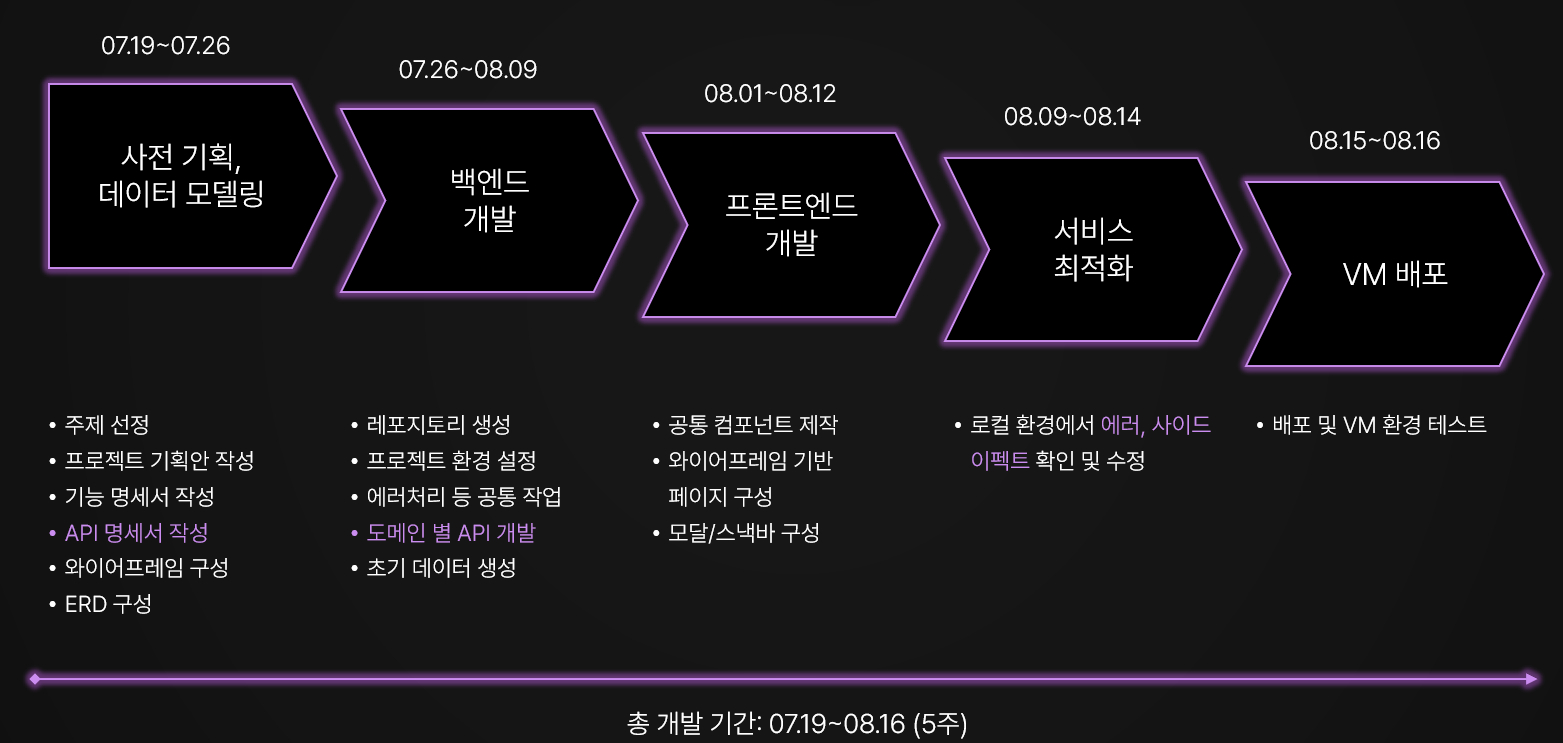 07.19~07.26
사전 기획,
데이터 모델링
07.26~08.09
백엔드
개발
08.01~08.12
프론트엔드
개발
08.09~08.14
서비스
최적화
08.15~08.16
VM 배포
• 주제 선정
• 프로젝트 기획안 작성
• 기능 명세서 작성
• API 명세서 작성
• 와이어프레임 구성
• ERD 구성
• 레포지토리 생성
• 프로젝트 환경 설정
• 에러처리 등 공통 작업
• 도메인 별 API 개발
• 초기 데이터 생성
• 공통 컴포넌트 제작
• 와이어프레임 기반
페이지 구성
• 모달/스낵바 구성
• 로컬 환경에서 에러, 사이드
이펙트 확인 및 수정
• 배포 및 VM 환경 테스트
총 개발 기간: 07.19~08.16 (5주)